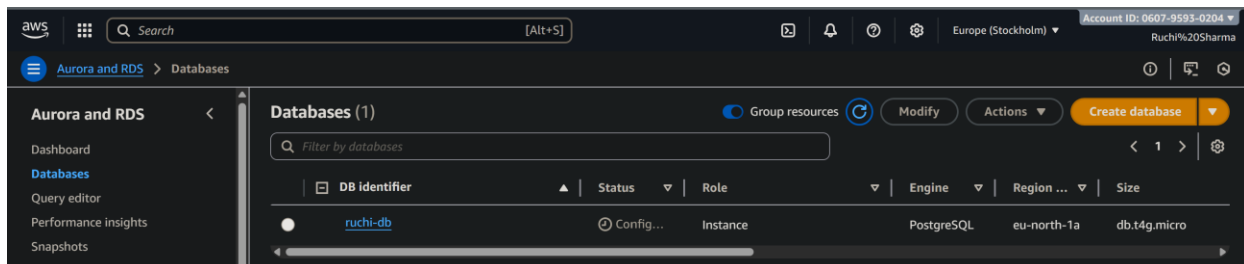 aws Search [Alt+S] Europe (Stockholm) Account ID: 0607-9593-0204
Ruchi%20Sharma
Aurora and RDS > Databases
Aurora and RDS
Dashboard
Databases
Query editor
Performance insights
Snapshots
Databases (1) Group resources Modify Actions Create database
Filter by databases 1
DB identifier Status Role Engine Region ... Size
ruchi-db Config... Instance PostgreSQL eu-north-1a db.t4g.micro